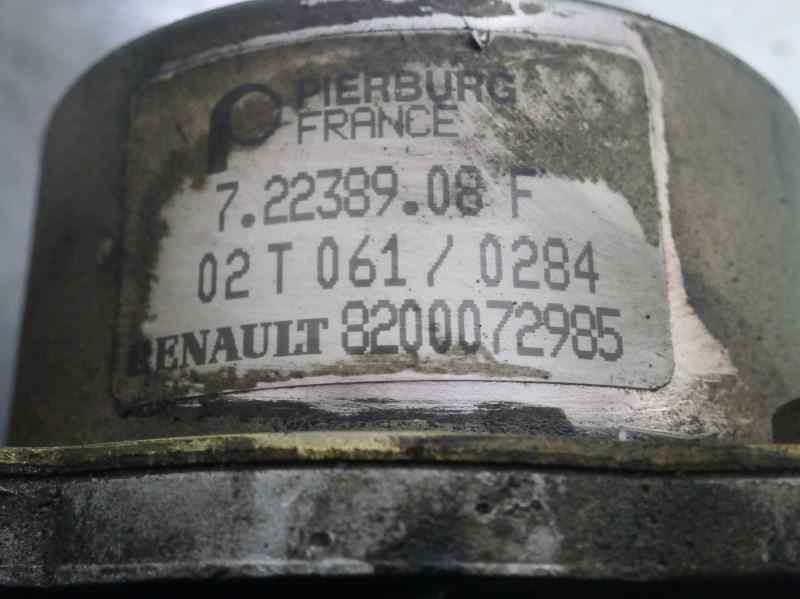 PIERBURG
FRANCE
7.22389.08 F
02 T 061 / 0284
RENAULT 8200072985